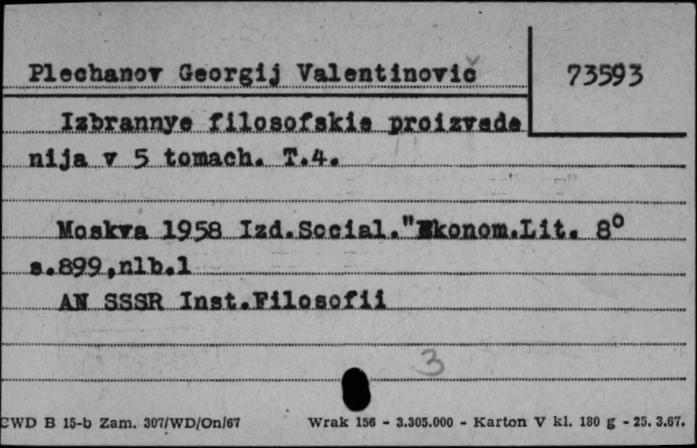 Plechanov Georgij Valentinovič
73593
Izbrannye filosofskie proizvede
nija v 5 tomach. T.4.
Moskva 1958 Izd.Social."Ekonom.Lit. 8°
s.899,nlb.1
AN SSSR Inst.Filosofii
3
CWD B 15-b Zam. 307/WD/On/67 Wrak 156 - 3.305.000 - Karton V kl. 180 g - 25. 3.67.